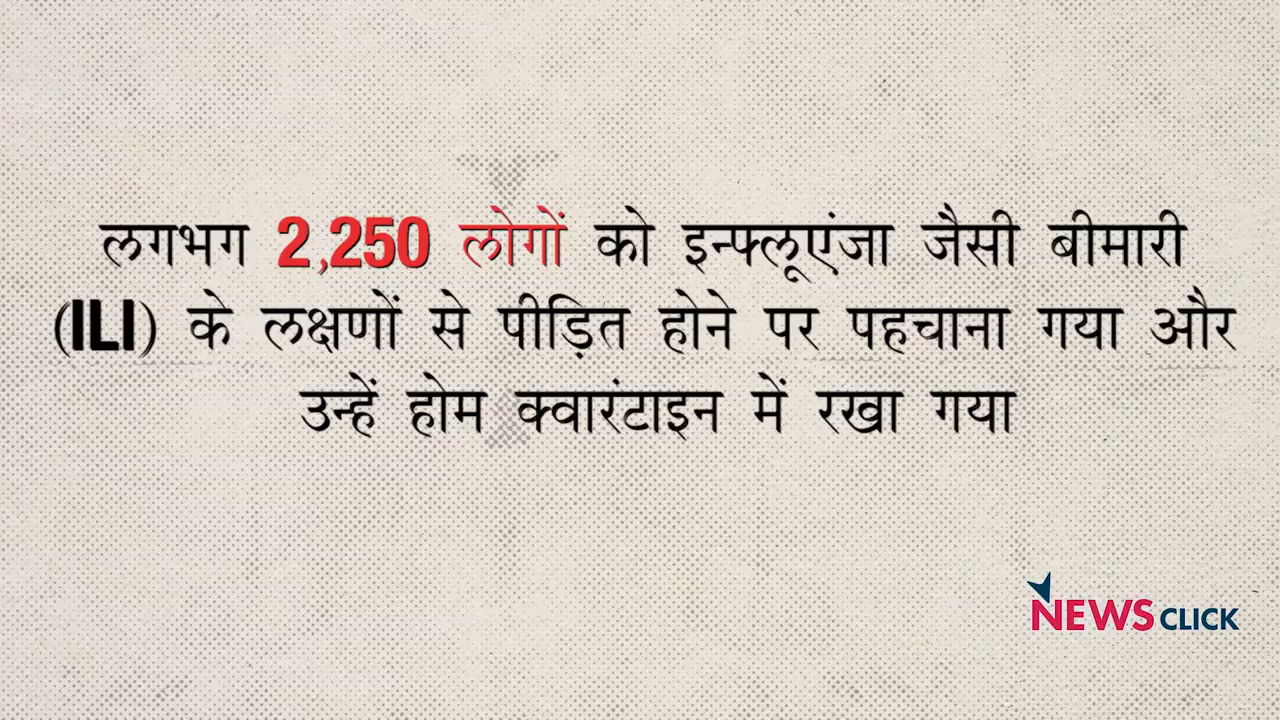 लगभग 2,250 लोगों को इन्फ्लूएंजा जैसी बीमारी
(ILI) के लक्षणों से पीड़ित होने पर पहचाना गया और
उन्हें होम क्वारंटाइन में रखा गया
NEWS CLICK